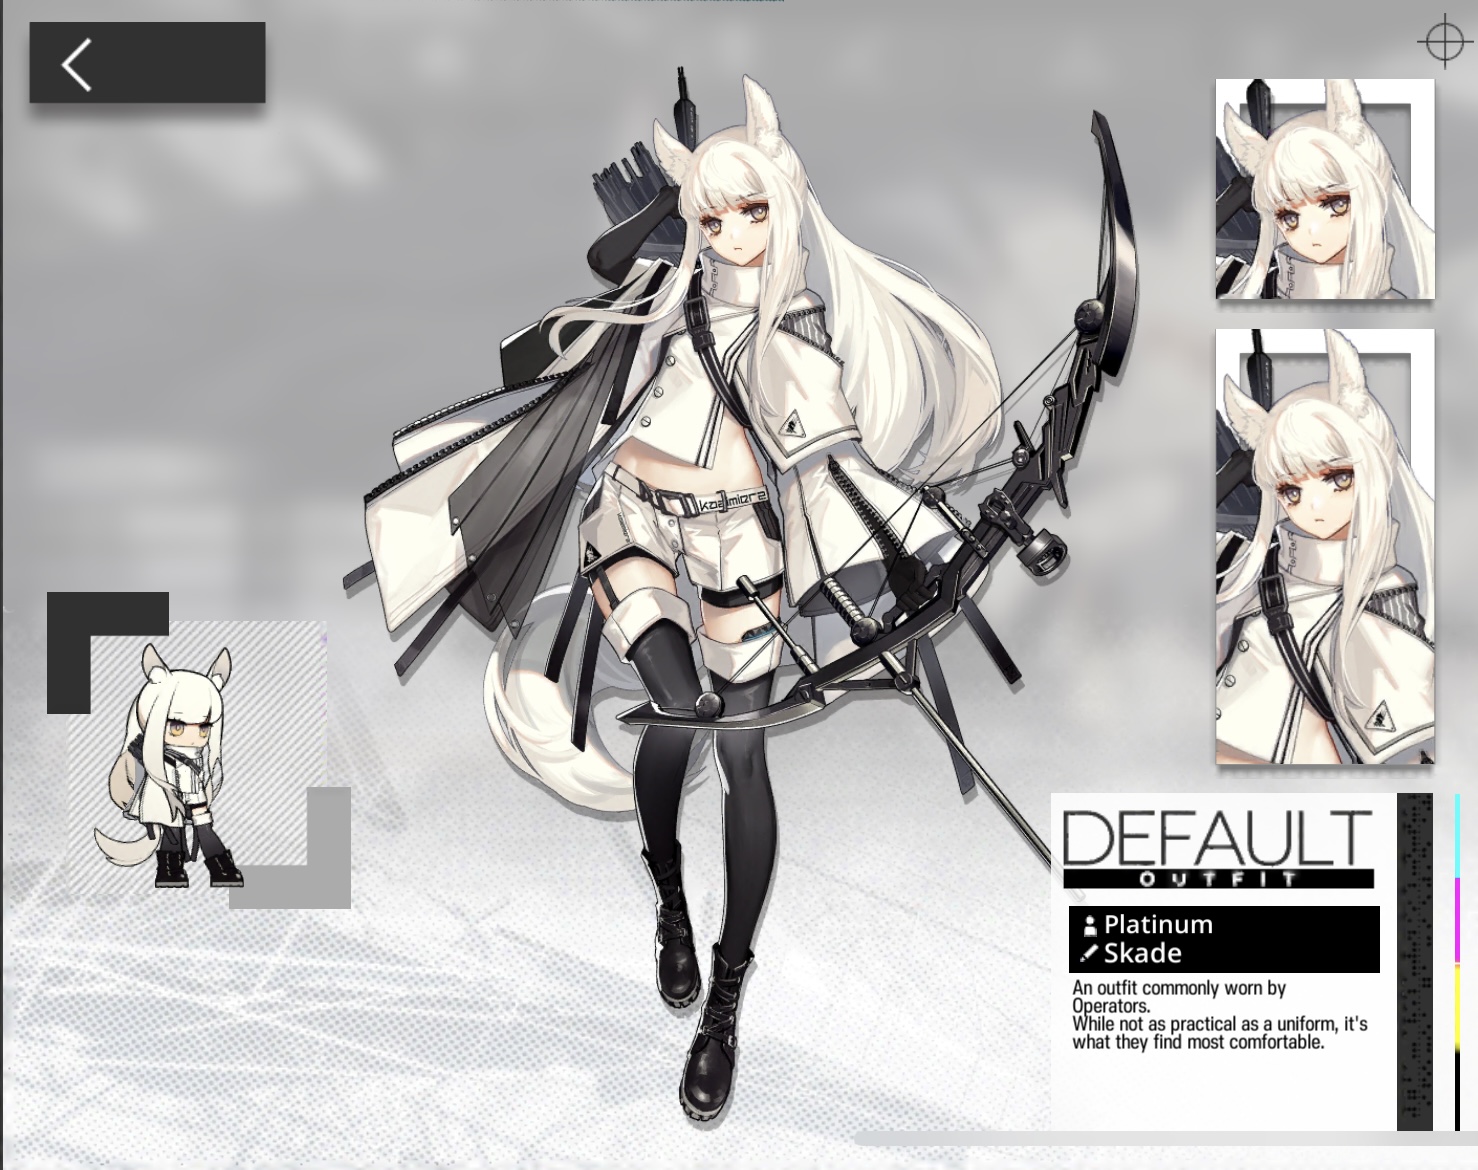 kazimierz
DEFAULT
OUTFIT
Platinum
Skade
An outfit commonly worn by
Operators.
While not as practical as a uniform, it's
what they find most comfortable.